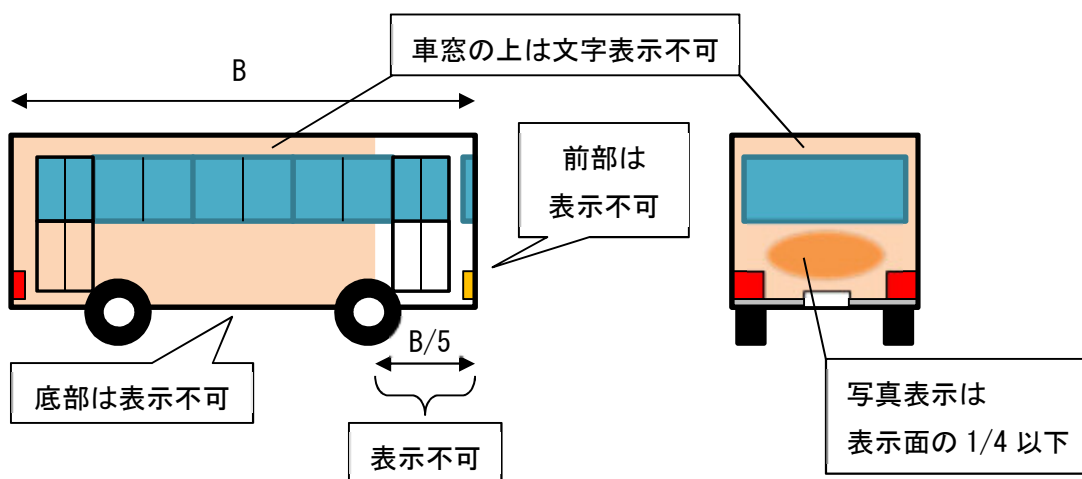 車窓の上は文字表示不可
B
前部は
表示不可
B/5
底部は表示不可
表示不可
写真表示は
表示面の 1/4 以下